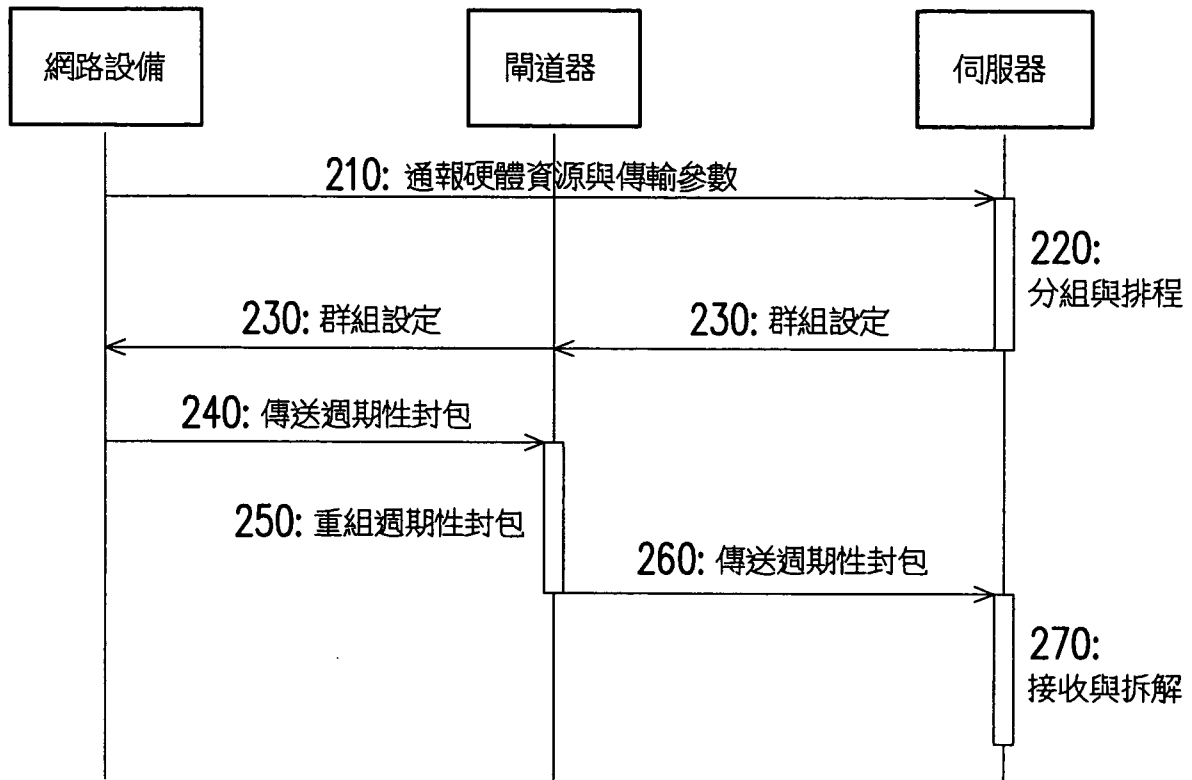 網路設備
閘道器
伺服器
210: 通報硬體資源與傳輸參數
220:
分組與排程
230: 群組設定
230: 群組設定
240: 傳送週期性封包
250: 重組週期性封包
260: 傳送週期性封包
270:
接收與拆解